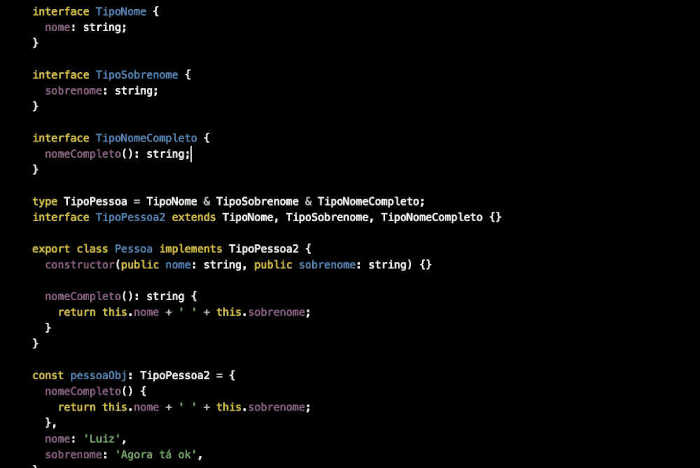 interface TipoNome {
nome: string;
}
interface TipoSobrenome {
sobrenome: string;
}
interface TipoNomeCompleto {
nomeCompleto(): string;
}
type TipoPessoa = TipoNome & TipoSobrenome & TipoNomeCompleto;
interface TipoPessoa2 extends TipoNome, TipoSobrenome, TipoNomeCompleto {}
export class Pessoa implements TipoPessoa2 {
constructor(public nome: string, public sobrenome: string) {}
nomeCompleto(): string {
return this.nome + ' ' + this.sobrenome;
}
}
const pessoaObj: TipoPessoa2 = {
nomeCompleto() {
return this.nome + ' ' + this.sobrenome;
},
nome: 'Luiz',
sobrenome: 'Agora tá ok',